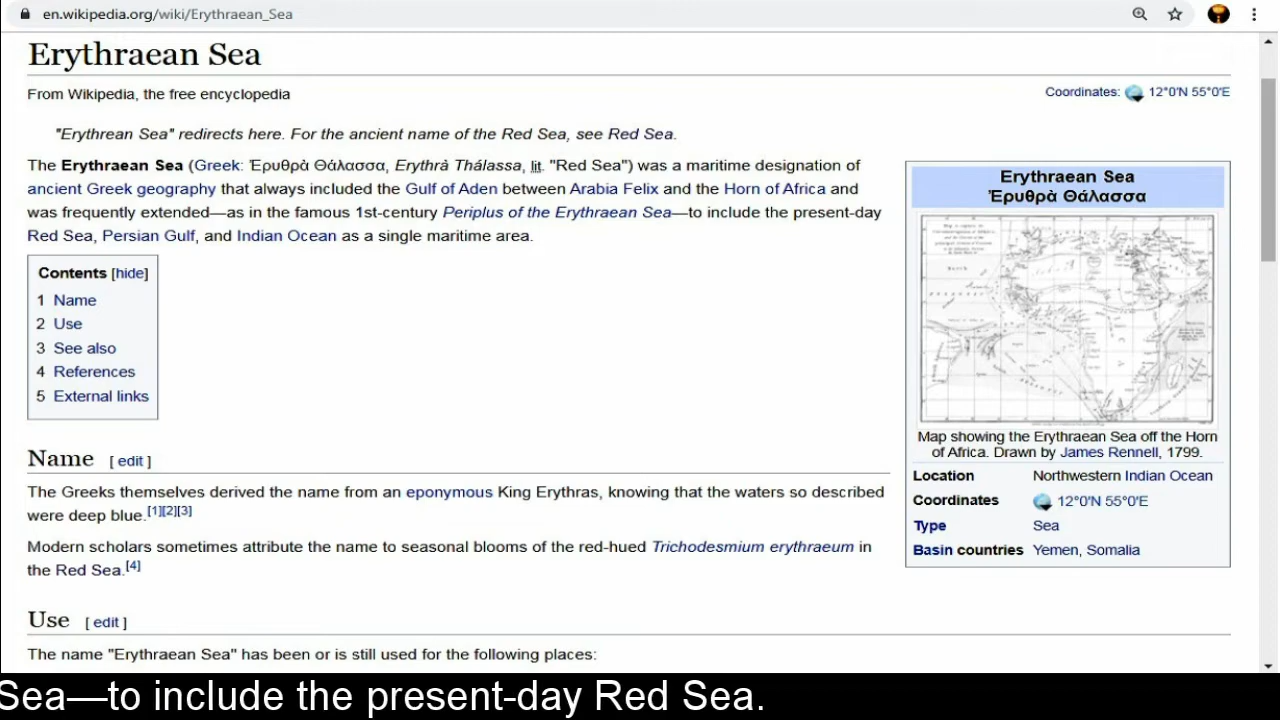 en.wikipedia.org/wiki/Erythraean_Sea
Erythraean Sea
From Wikipedia, the free encyclopedia
Coordinates: 12°0′N 55°0′E
"Erythrean Sea" redirects here. For the ancient name of the Red Sea, see Red Sea.
The Erythraean Sea (Greek: Ἐρυθρὰ Θάλασσα, Erythrà Thálassa, lit. "Red Sea") was a maritime designation of
ancient Greek geography that always included the Gulf of Aden between Arabia Felix and the Horn of Africa and
was frequently extended—as in the famous 1st-century Periplus of the Erythraean Sea—to include the present-day
Red Sea, Persian Gulf, and Indian Ocean as a single maritime area.
Contents [hide]
1 Name
2 Use
3 See also
4 References
5 External links
Erythraean Sea
Ἐρυθρὰ Θάλασσα
Map showing the Erythraean Sea off the Horn
of Africa. Drawn by James Rennell, 1799.
Location Northwestern Indian Ocean
Coordinates 12°0′N 55°0′E
Type Sea
Basin countries Yemen, Somalia
Name [ edit ]
The Greeks themselves derived the name from an eponymous King Erythras, knowing that the waters so described
were deep blue.[1][2][3]
Modern scholars sometimes attribute the name to seasonal blooms of the red-hued Trichodesmium erythraeum in
the Red Sea.[4]
Use [ edit ]
The name "Erythraean Sea" has been or is still used for the following places:
Sea—to include the present-day Red Sea.